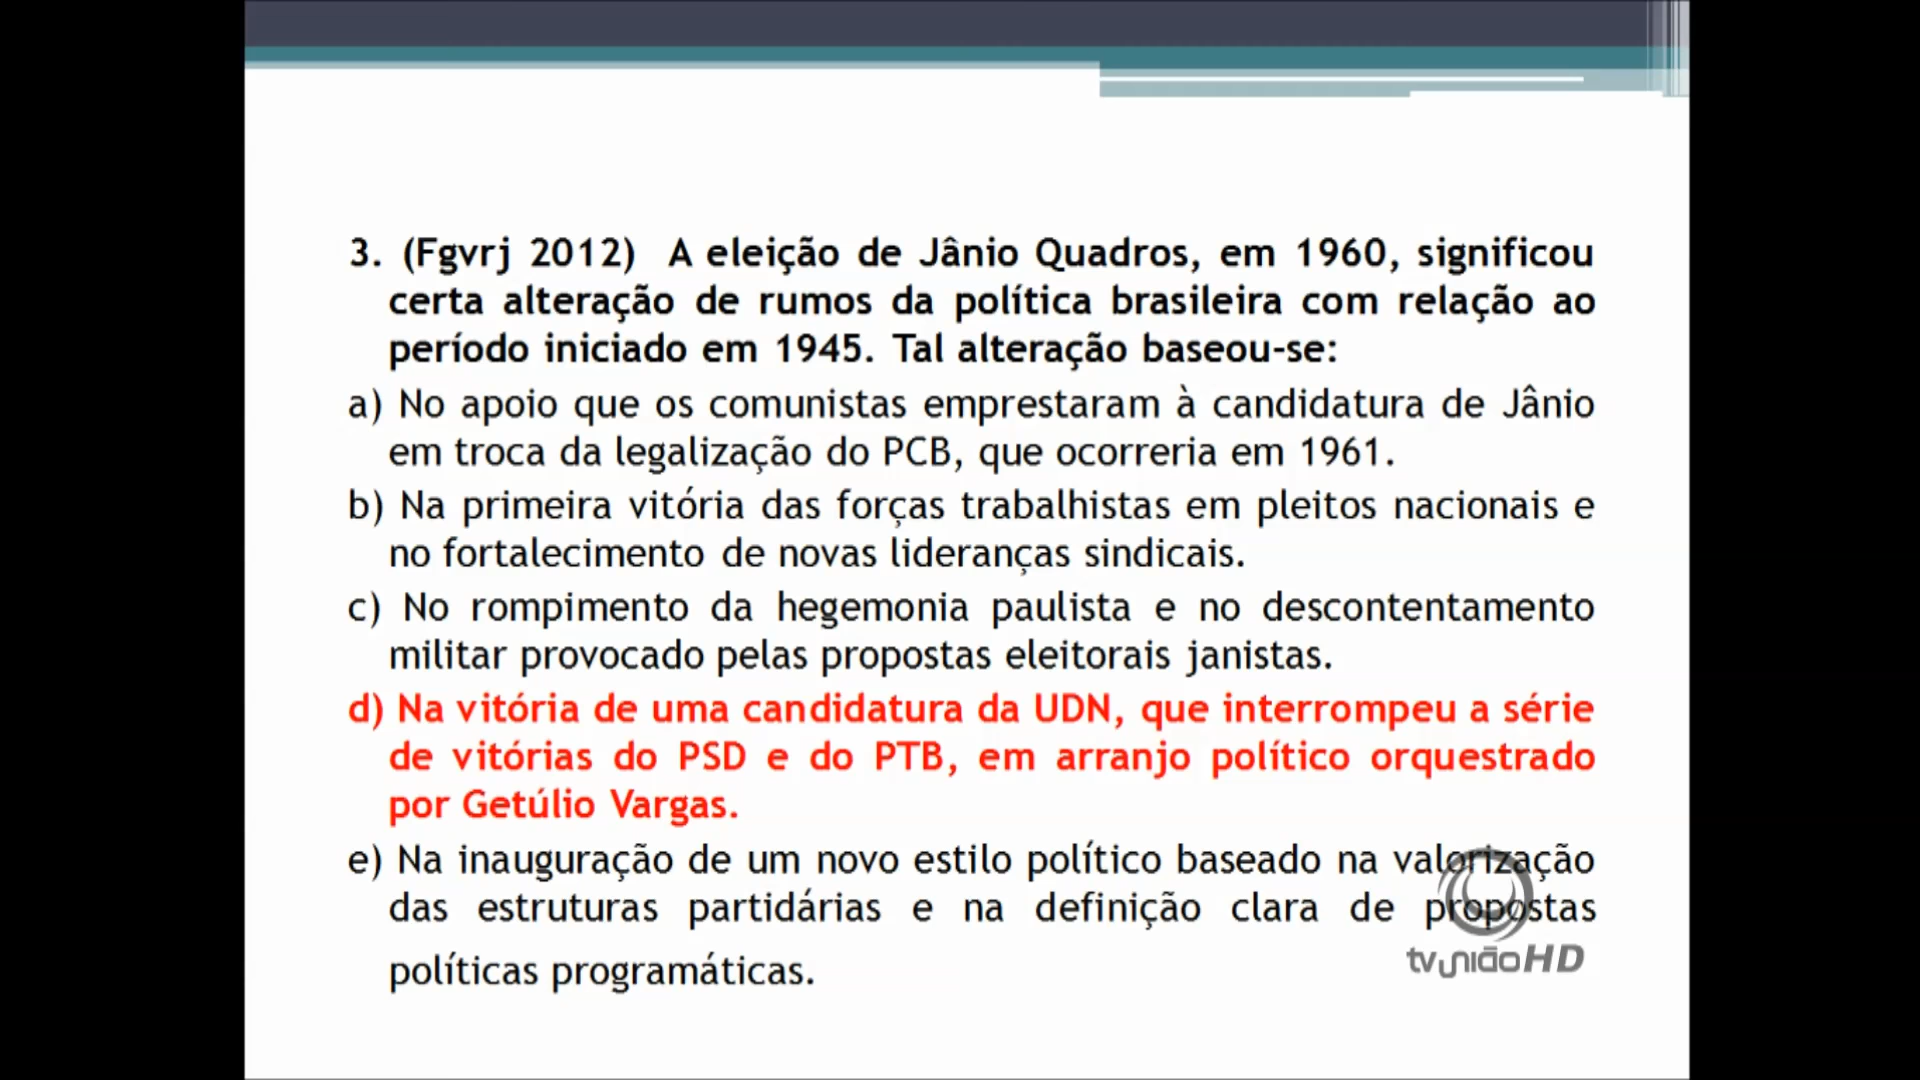 3. (Fgvrj 2012) A eleição de Jânio Quadros, em 1960, significou
certa alteração de rumos da política brasileira com relação ao
período iniciado em 1945. Tal alteração baseou-se:
a) No apoio que os comunistas emprestaram à candidatura de Jânio
em troca da legalização do PCB, que ocorreria em 1961.
b) Na primeira vitória das forças trabalhistas em pleitos nacionais e
no fortalecimento de novas lideranças sindicais.
c) No rompimento da hegemonia paulista e no descontentamento
militar provocado pelas propostas eleitorais janistas.
d) Na vitória de uma candidatura da UDN, que interrompeu a série
de vitórias do PSD e do PTB, em arranjo político orquestrado
por Getúlio Vargas.
e) Na inauguração de um novo estilo político baseado na valorização
das estruturas partidárias e na definição clara de propostas
políticas programáticas.
tvuniãoHD